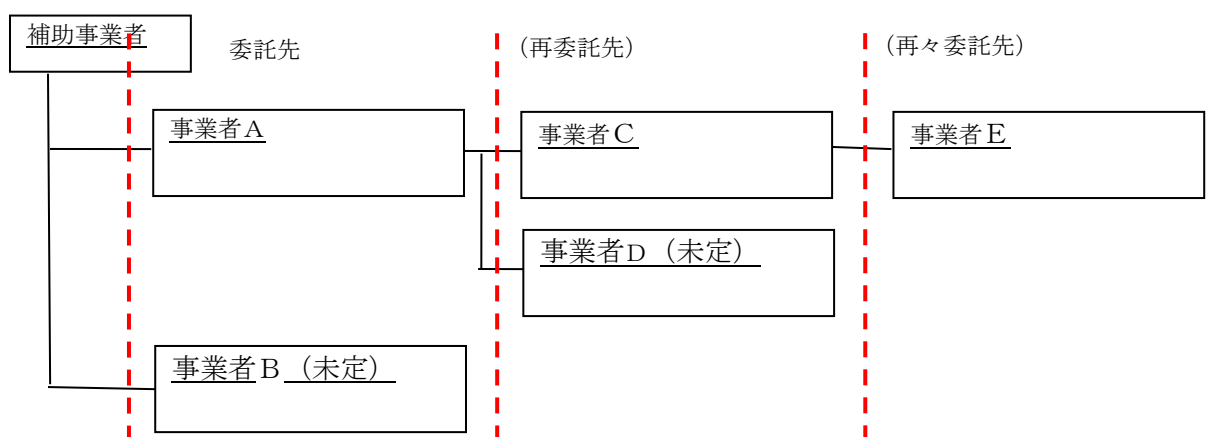 補助事業者
委託先
(再委託先)
(再々委託先)
事業者A
事業者C
事業者E
事業者D (未定)
事業者B (未定)